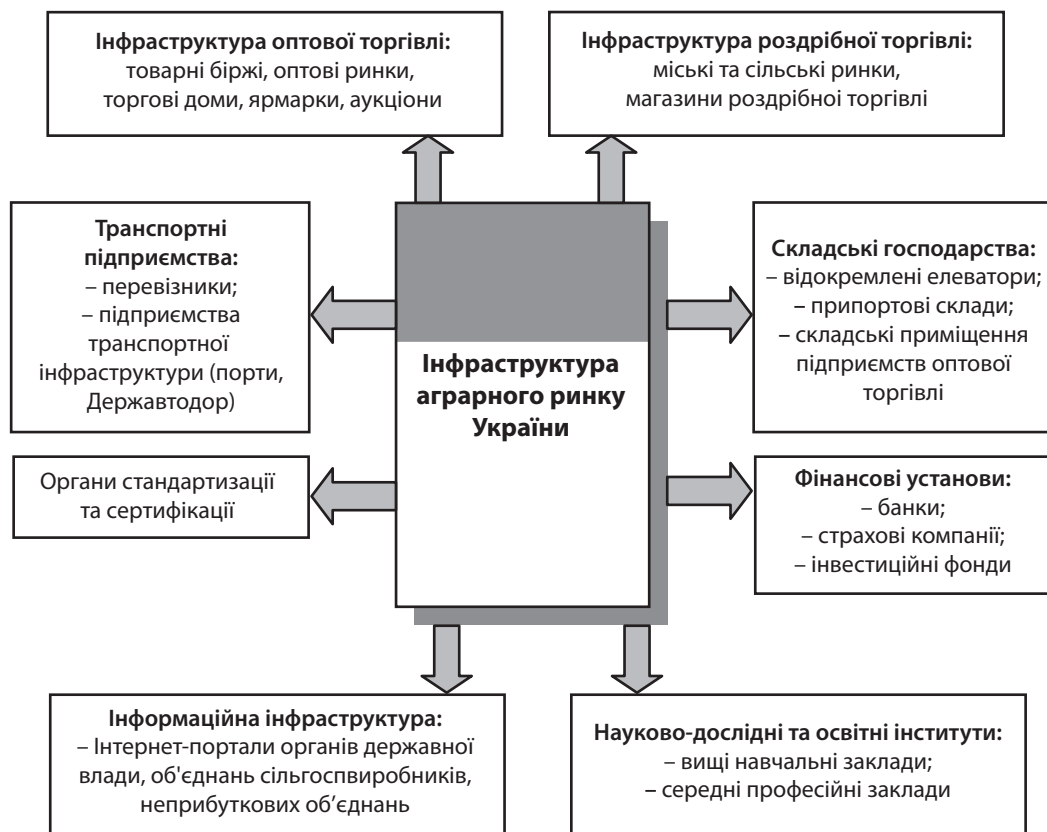 Інфраструктура оптової торгівлі:
товарні біржі, оптові ринки,
торгові доми, ярмарки, аукціони
Інфраструктура роздрібної торгівлі:
міські та сільські ринки,
магазини роздрібної торгівлі
Транспортні
підприємства:
– перевізники;
– підприємства
транспортної
інфраструктури (порти,
Державтодор)
Складські господарства:
– відокремлені елеватори;
– припортові склади;
– складські приміщення
підприємств оптової
торгівлі
Інфраструктура
аграрного ринку
України
Органи стандартизації
та сертифікації
Фінансові установи:
– банки;
– страхові компанії;
– інвестиційні фонди
Інформаційна інфраструктура:
– Інтернет-портали органів державної
влади, об'єднань сільгоспвиробників,
неприбуткових об’єднань
Науково-дослідні та освітні інститути:
– вищі навчальні заклади;
– середні професійні заклади